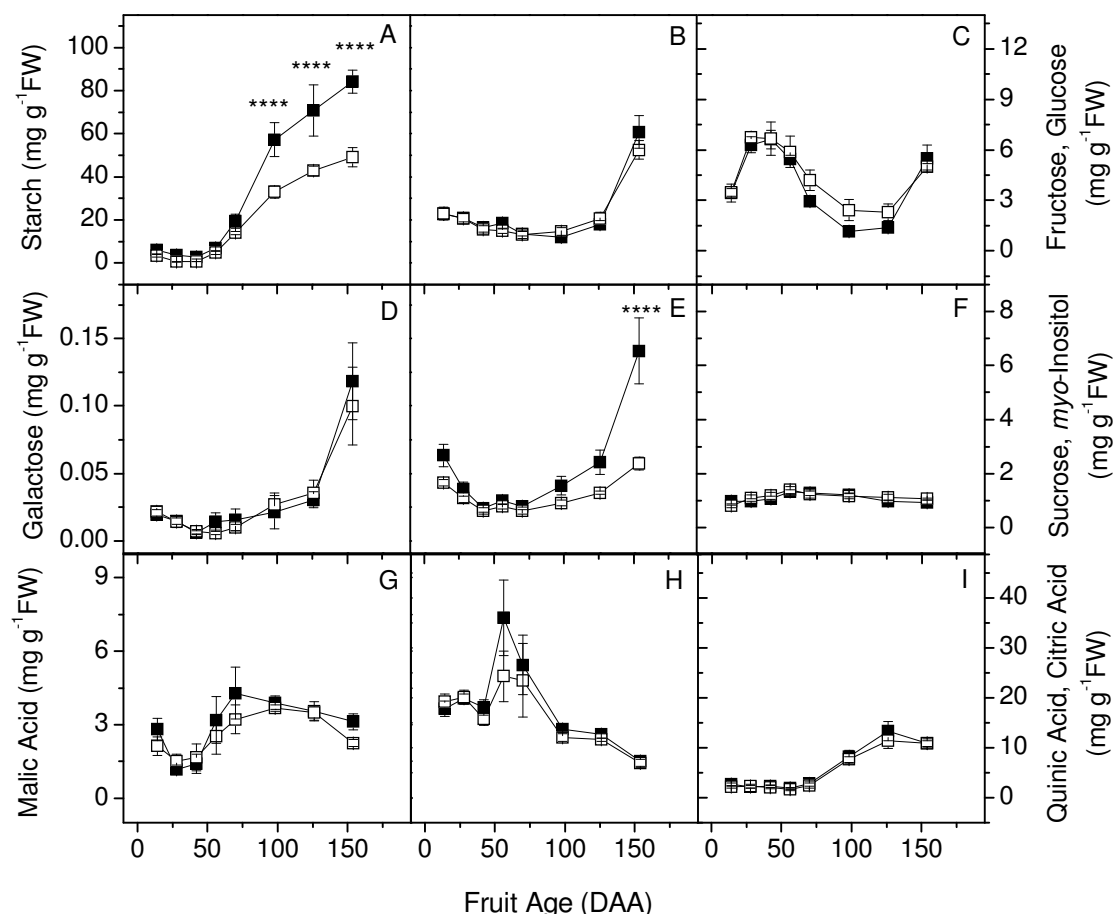 A
B
C
**** **** ****
100
80
60
40
20
0
Starch (mg g⁻¹FW)
12
9
6
3
0
Fructose, Glucose
(mg g⁻¹FW)
D
E
F
****
0.15
0.10
0.05
0.00
Galactose (mg g⁻¹FW)
8
6
4
2
0
Sucrose, myo-Inositol
(mg g⁻¹FW)
G
H
I
9
6
3
0
Malic Acid (mg g⁻¹FW)
40
30
20
10
0
Quinic Acid, Citric Acid
(mg g⁻¹FW)
0 50 100 150 0 50 100 150 0 50 100 150
Fruit Age (DAA)